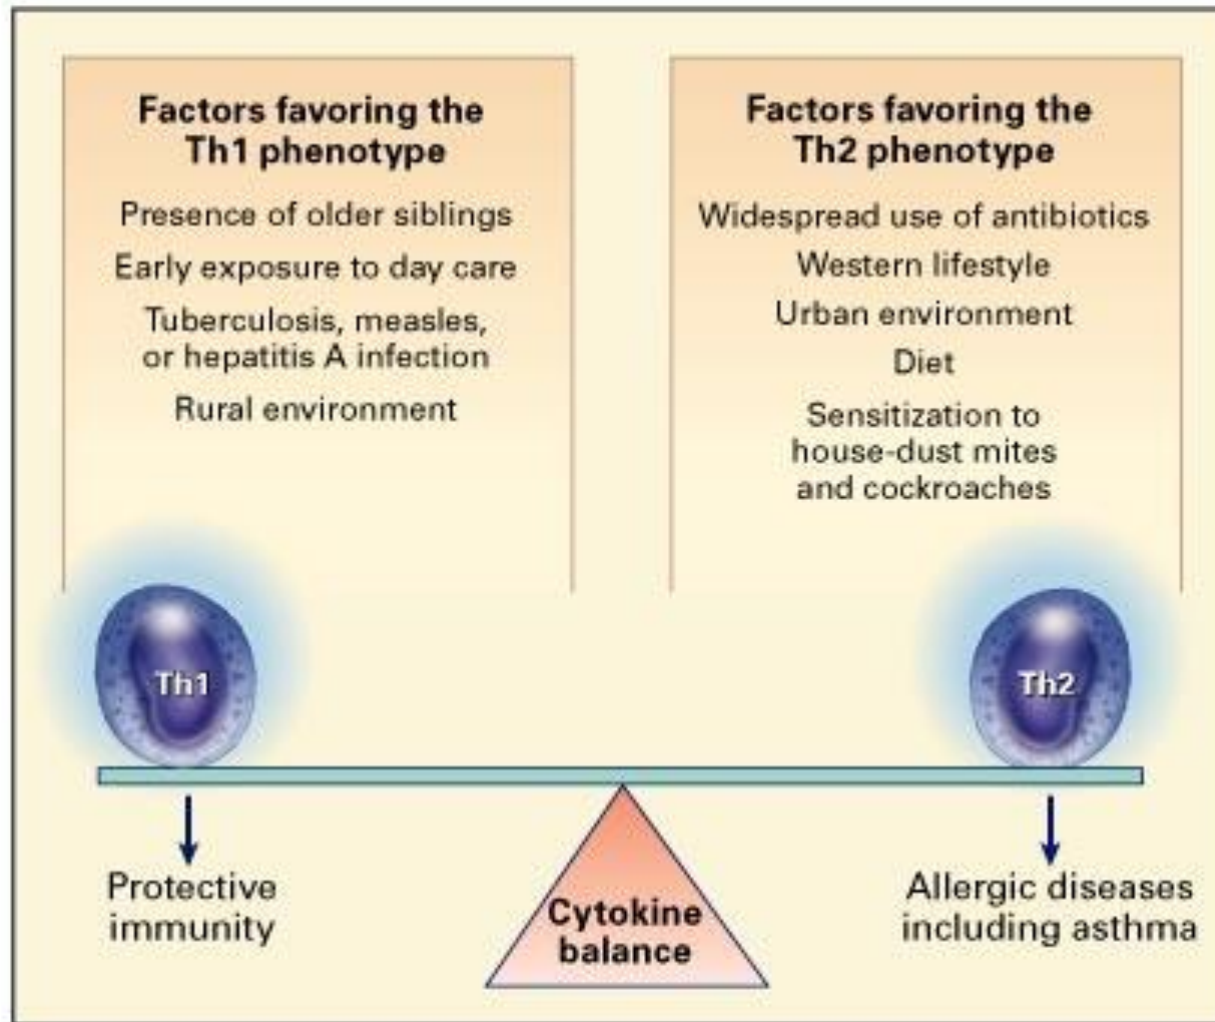 Factors favoring the
Th1 phenotype
Presence of older siblings
Early exposure to day care
Tuberculosis, measles,
or hepatitis A infection
Rural environment
Factors favoring the
Th2 phenotype
Widespread use of antibiotics
Western lifestyle
Urban environment
Diet
Sensitization to
house-dust mites
and cockroaches
Th1
Th2
Protective
immunity
Cytokine
balance
Allergic diseases
including asthma